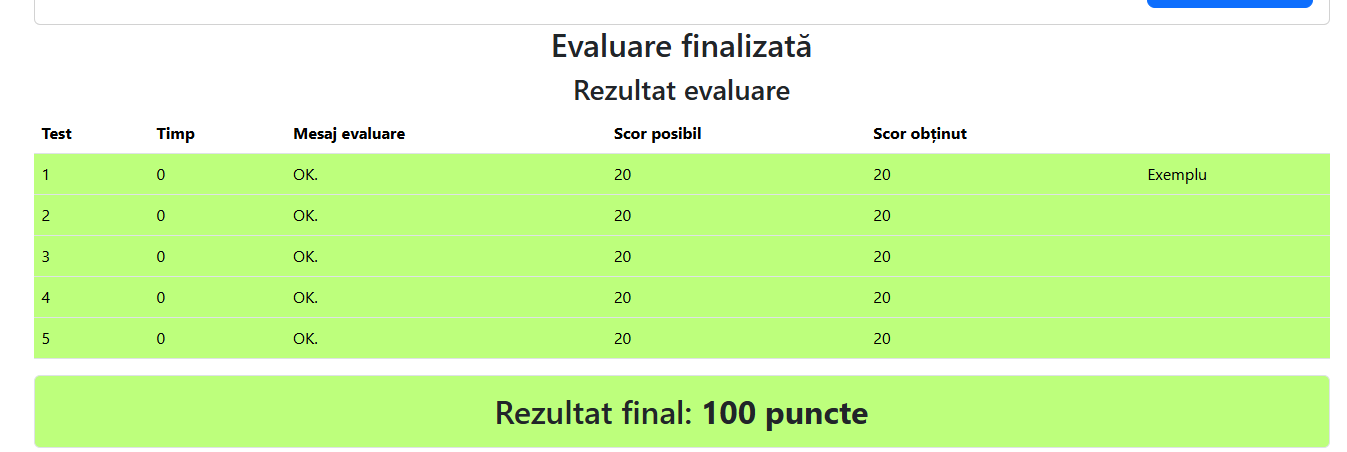 Evaluare finalizată
Rezultat evaluare
Test Timp Mesaj evaluare Scor posibil Scor obținut
1 0 OK. 20 20 Exemplu
2 0 OK. 20 20
3 0 OK. 20 20
4 0 OK. 20 20
5 0 OK. 20 20
Rezultat final: 100 puncte